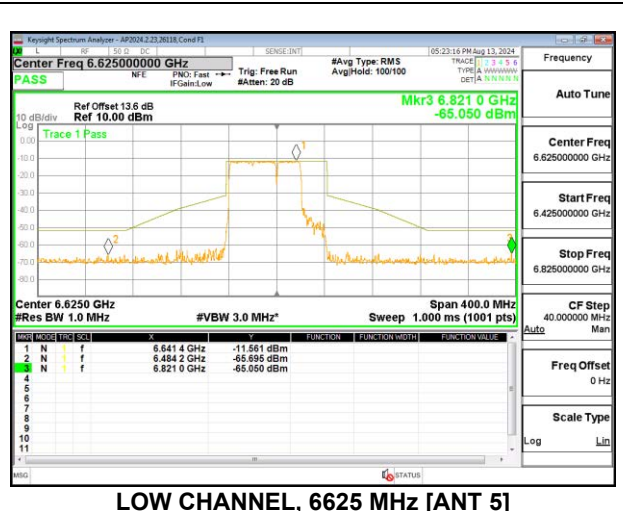 Keysight Spectrum Analyzer - AP2024.2.23,26118, Cond F1
L RF 50 Ω DC SENSE:INT 05:23:16 PM Aug 13, 2024
Center Freq 6.625000000 GHz
PASS
NFE
PNO: Fast
IFGain:Low
Trig: Free Run
#Atten: 20 dB
#Avg Type: RMS
Avg|Hold: 100/100
TRACE 1 2 3 4 5 6
TYPE A WWWWW
DET A N N N N N
Frequency
Auto Tune
Ref Offset 13.6 dB
10 dB/div Ref 10.00 dBm
Mkr3 6.821 0 GHz
-65.050 dBm
Log
Trace 1 Pass
0.00
-10.0
-20.0
-30.0
-40.0
-50.0
-60.0
-70.0
-80.0
1
2
3
Center Freq
6.625000000 GHz
Start Freq
6.425000000 GHz
Stop Freq
6.825000000 GHz
Center 6.6250 GHz Span 400.0 MHz
#Res BW 1.0 MHz #VBW 3.0 MHz* Sweep 1.000 ms (1001 pts)
CF Step
40.000000 MHz
Auto Man
MKR MODE TRC SCL X Y FUNCTION FUNCTION WIDTH FUNCTION VALUE
1 N 1 f 6.641 4 GHz -11.561 dBm
2 N 1 f 6.484 2 GHz -65.695 dBm
3 N 1 f 6.821 0 GHz -65.050 dBm
4
5
6
7
8
9
10
11
Freq Offset
0 Hz
Scale Type
Log Lin
MSG STATUS
LOW CHANNEL, 6625 MHz [ANT 5]